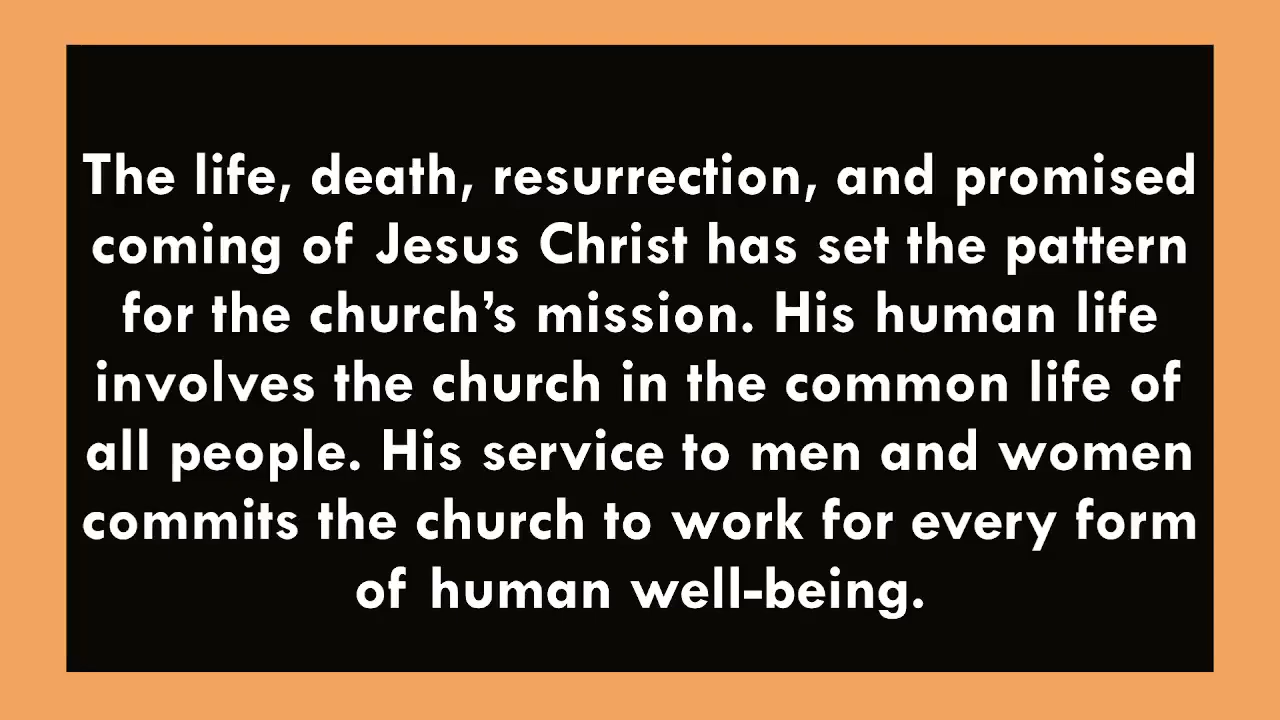 The life, death, resurrection, and promised
coming of Jesus Christ has set the pattern
for the church’s mission. His human life
involves the church in the common life of
all people. His service to men and women
commits the church to work for every form
of human well-being.